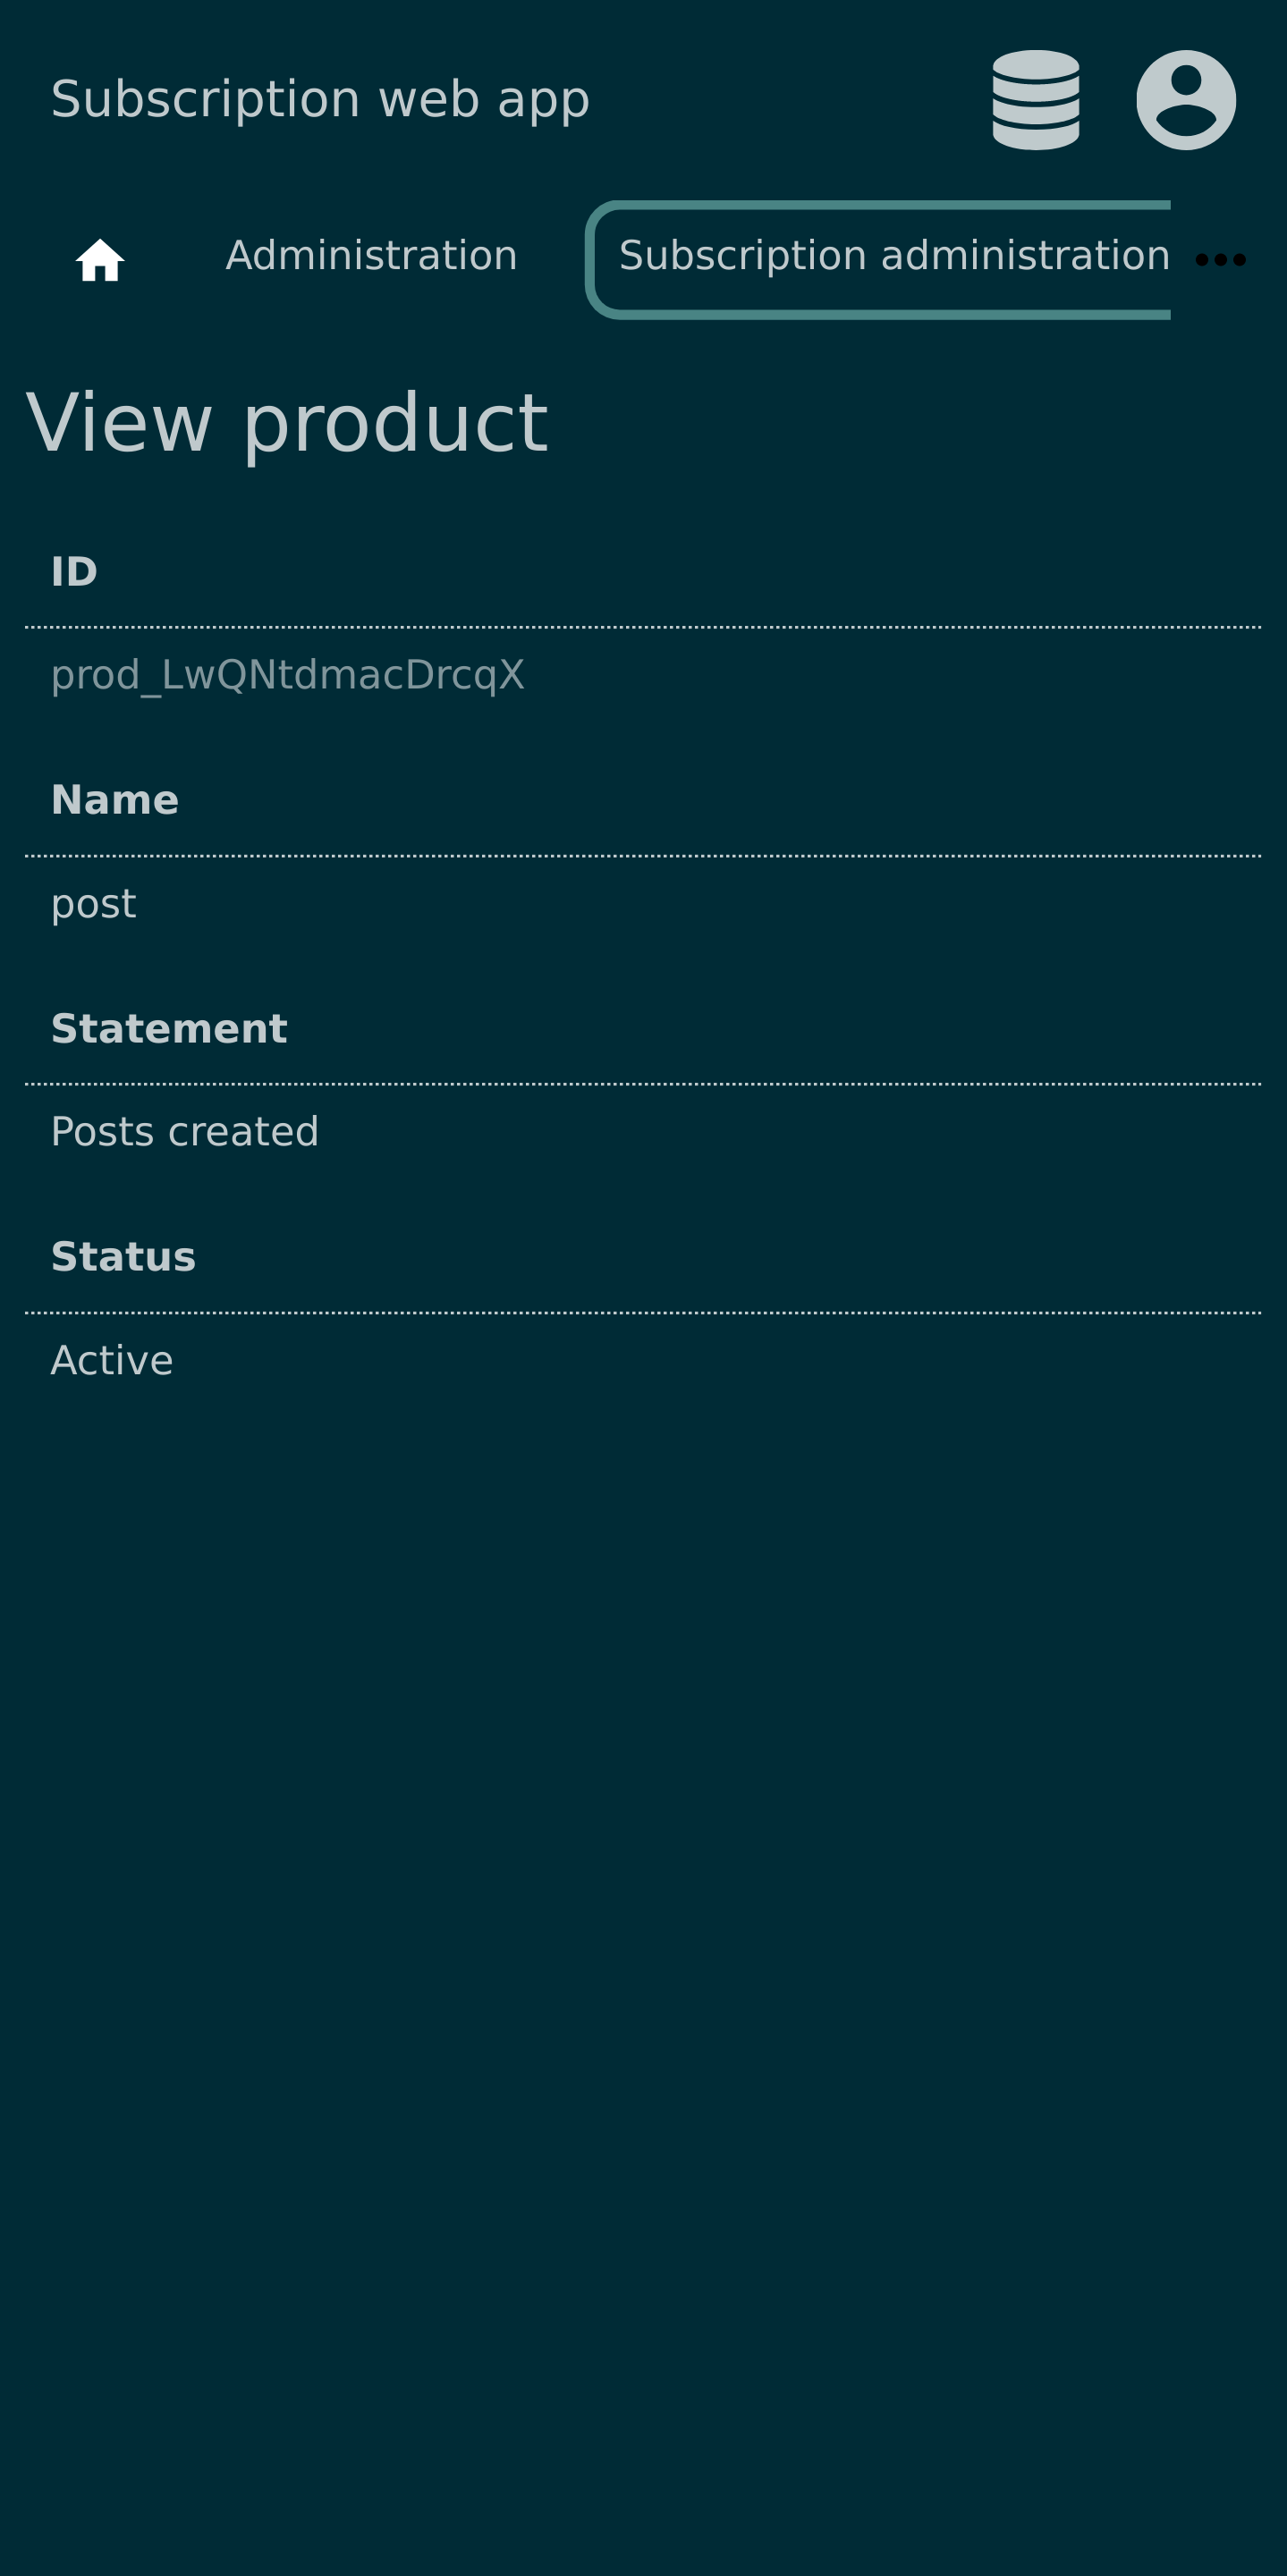 Subscription web app
Administration Subscription administration
View product
ID
prod_LwQNtdmacDrcqX
Name
post
Statement
Posts created
Status
Active